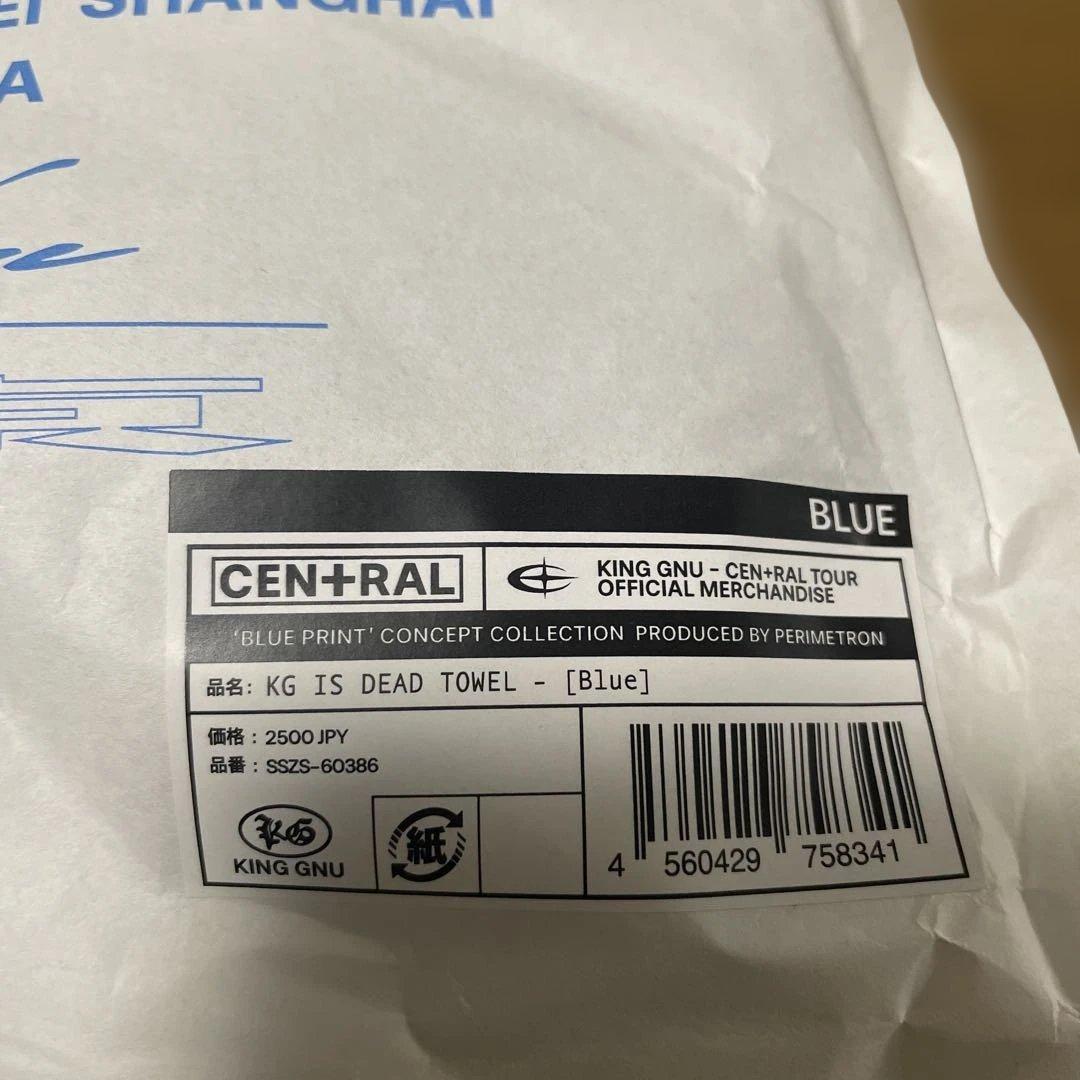 SHANGHAI
A
BLUE
CEN+RAL
KING GNU - CEN+RAL TOUR
OFFICIAL MERCHANDISE
'BLUE PRINT' CONCEPT COLLECTION PRODUCED BY PERIMETRON
品名: KG IS DEAD TOWEL - [Blue]
価格 : 2500 JPY
品番 : SSZS-60386
KG
KING GNU
紙
4 560429 758341